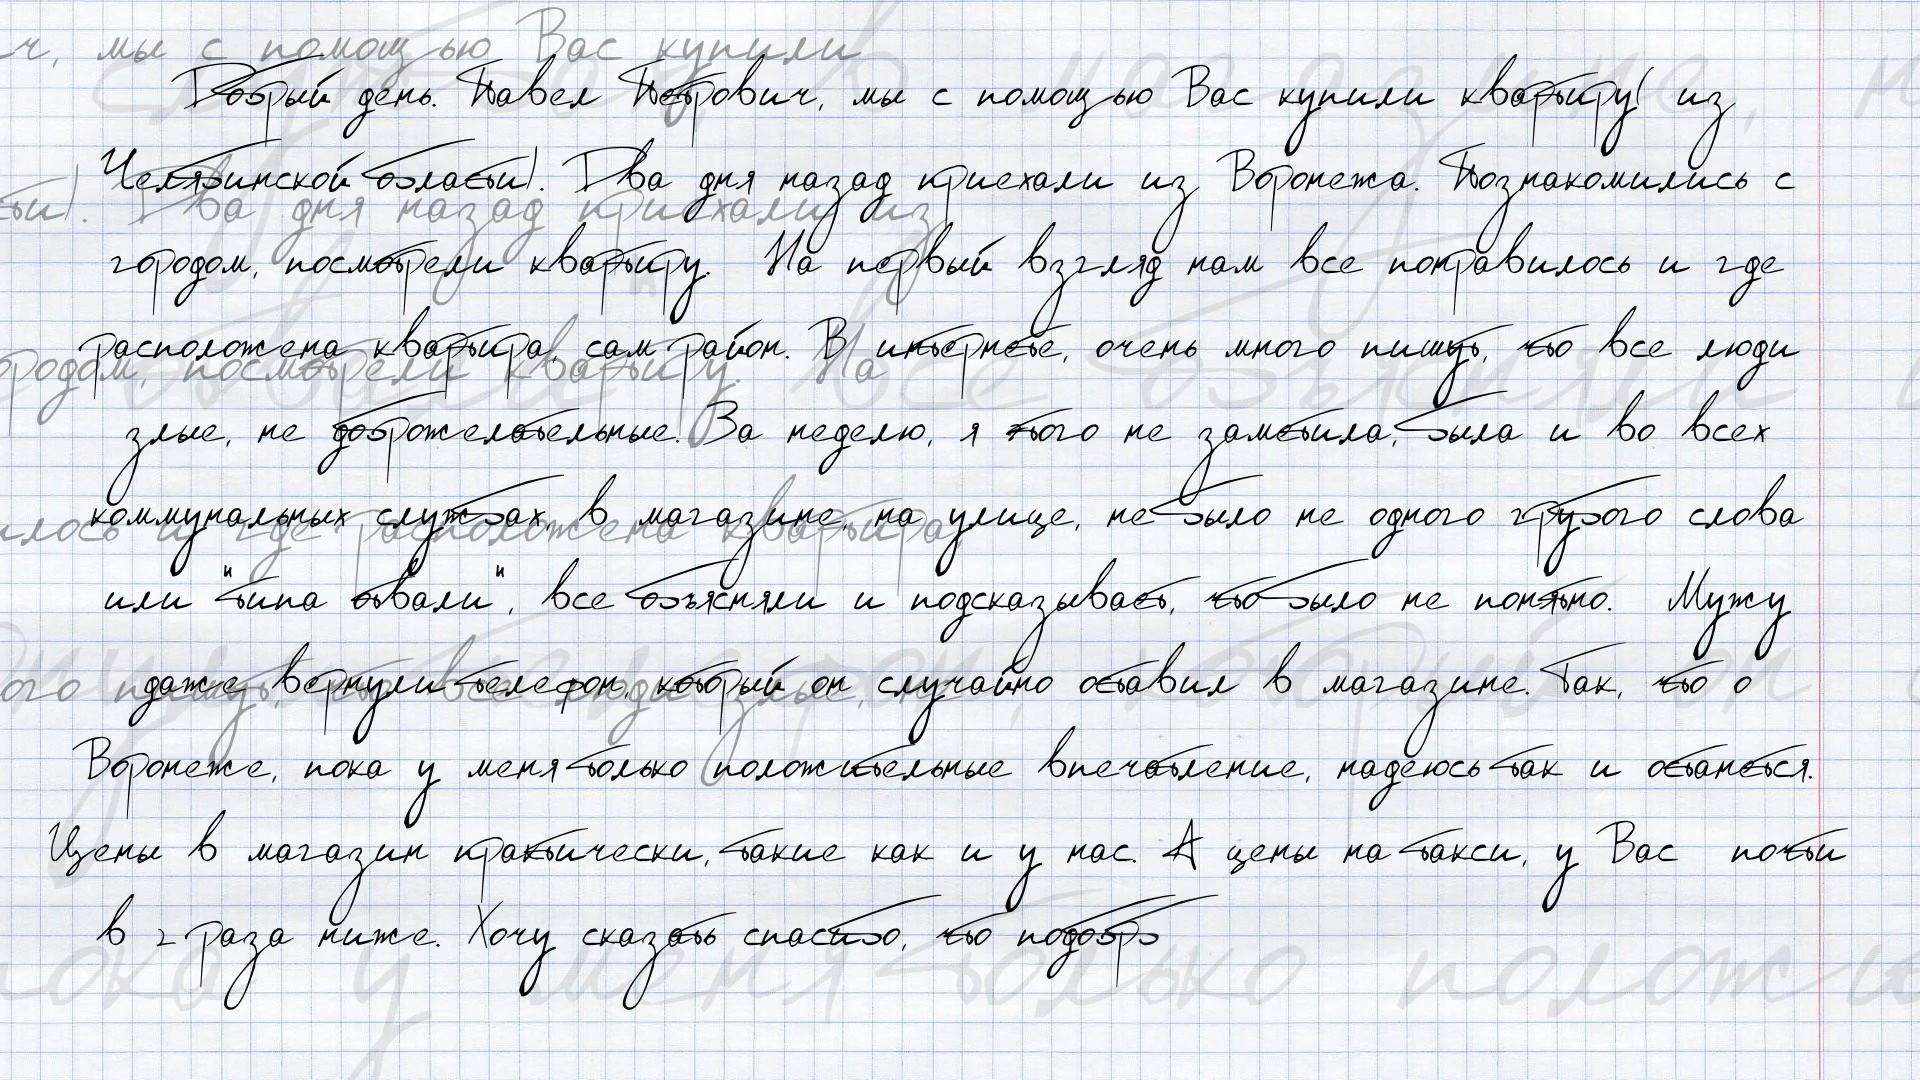 Добрый день. Павел Петрович, мы с помощью Вас купили квартиру( из
Челябинской области). Два дня назад приехали из Воронежа. Познакомились с
городом, посмотрели квартиру. На первый взгляд нам все понравилось и где
расположена квартира, сам район. В интернете, очень много пишут, что все люди
злые, не доброжелательные. За неделю, я этого не заметила, была и во всех
коммунальных службах, в магазине, на улице, не было не одного грубого слова
или "типа отвали", все объясняли и подсказывает, что было не понятно. Мужу
даже, вернули телефон, который он случайно оставил в магазине. Так, что о
Воронеже, пока у меня только положительные впечатление, надеюсь так и останется.
Цены в магазин практически, такие как и у нас. А цены на такси, у Вас почти
в 2 раза ниже. Хочу сказать спасибо, что подобр